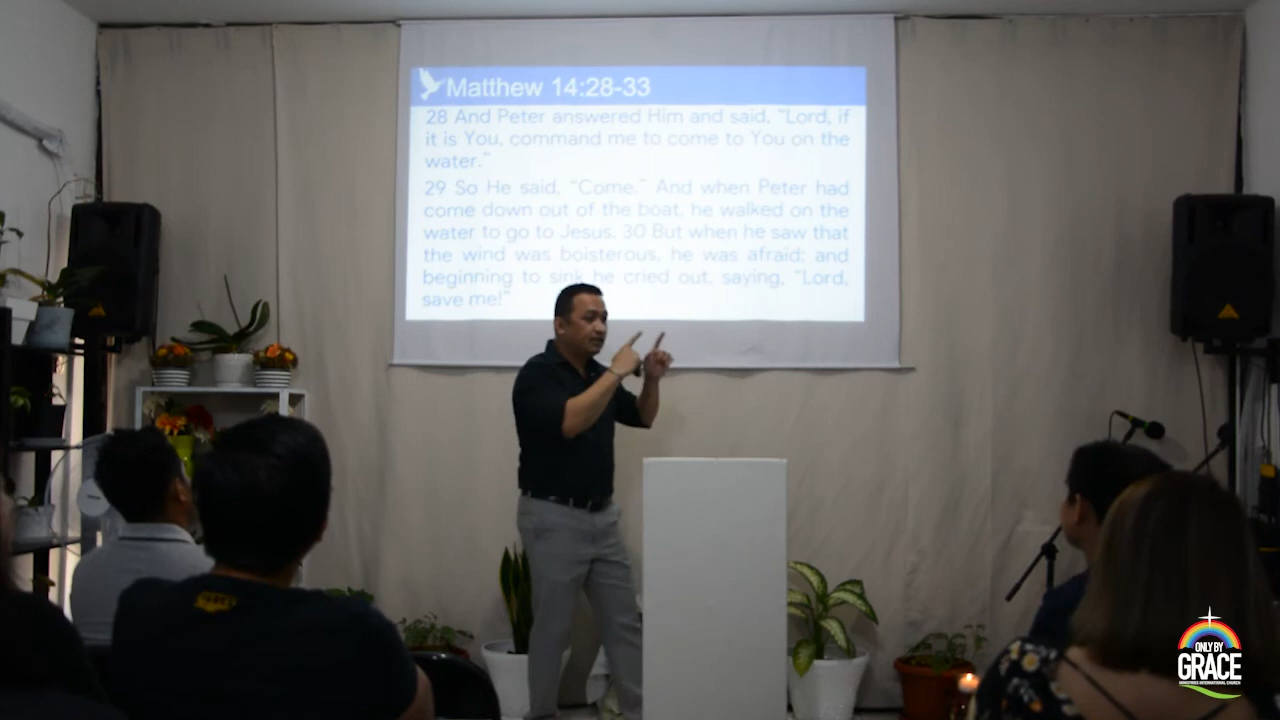 Matthew 14:28-33
28 And Peter answered Him and said, "Lord, if
it is You, command me to come to You on the
water."
29 So He said, "Come." And when Peter had
come down out of the boat, he walked on the
water to go to Jesus. 30 But when he saw that
the wind was boisterous, he was afraid; and
beginning to sink he cried out, saying, "Lord,
save me!"
ONLY BY
GRACE
MINISTRIES INTERNATIONAL CHURCH